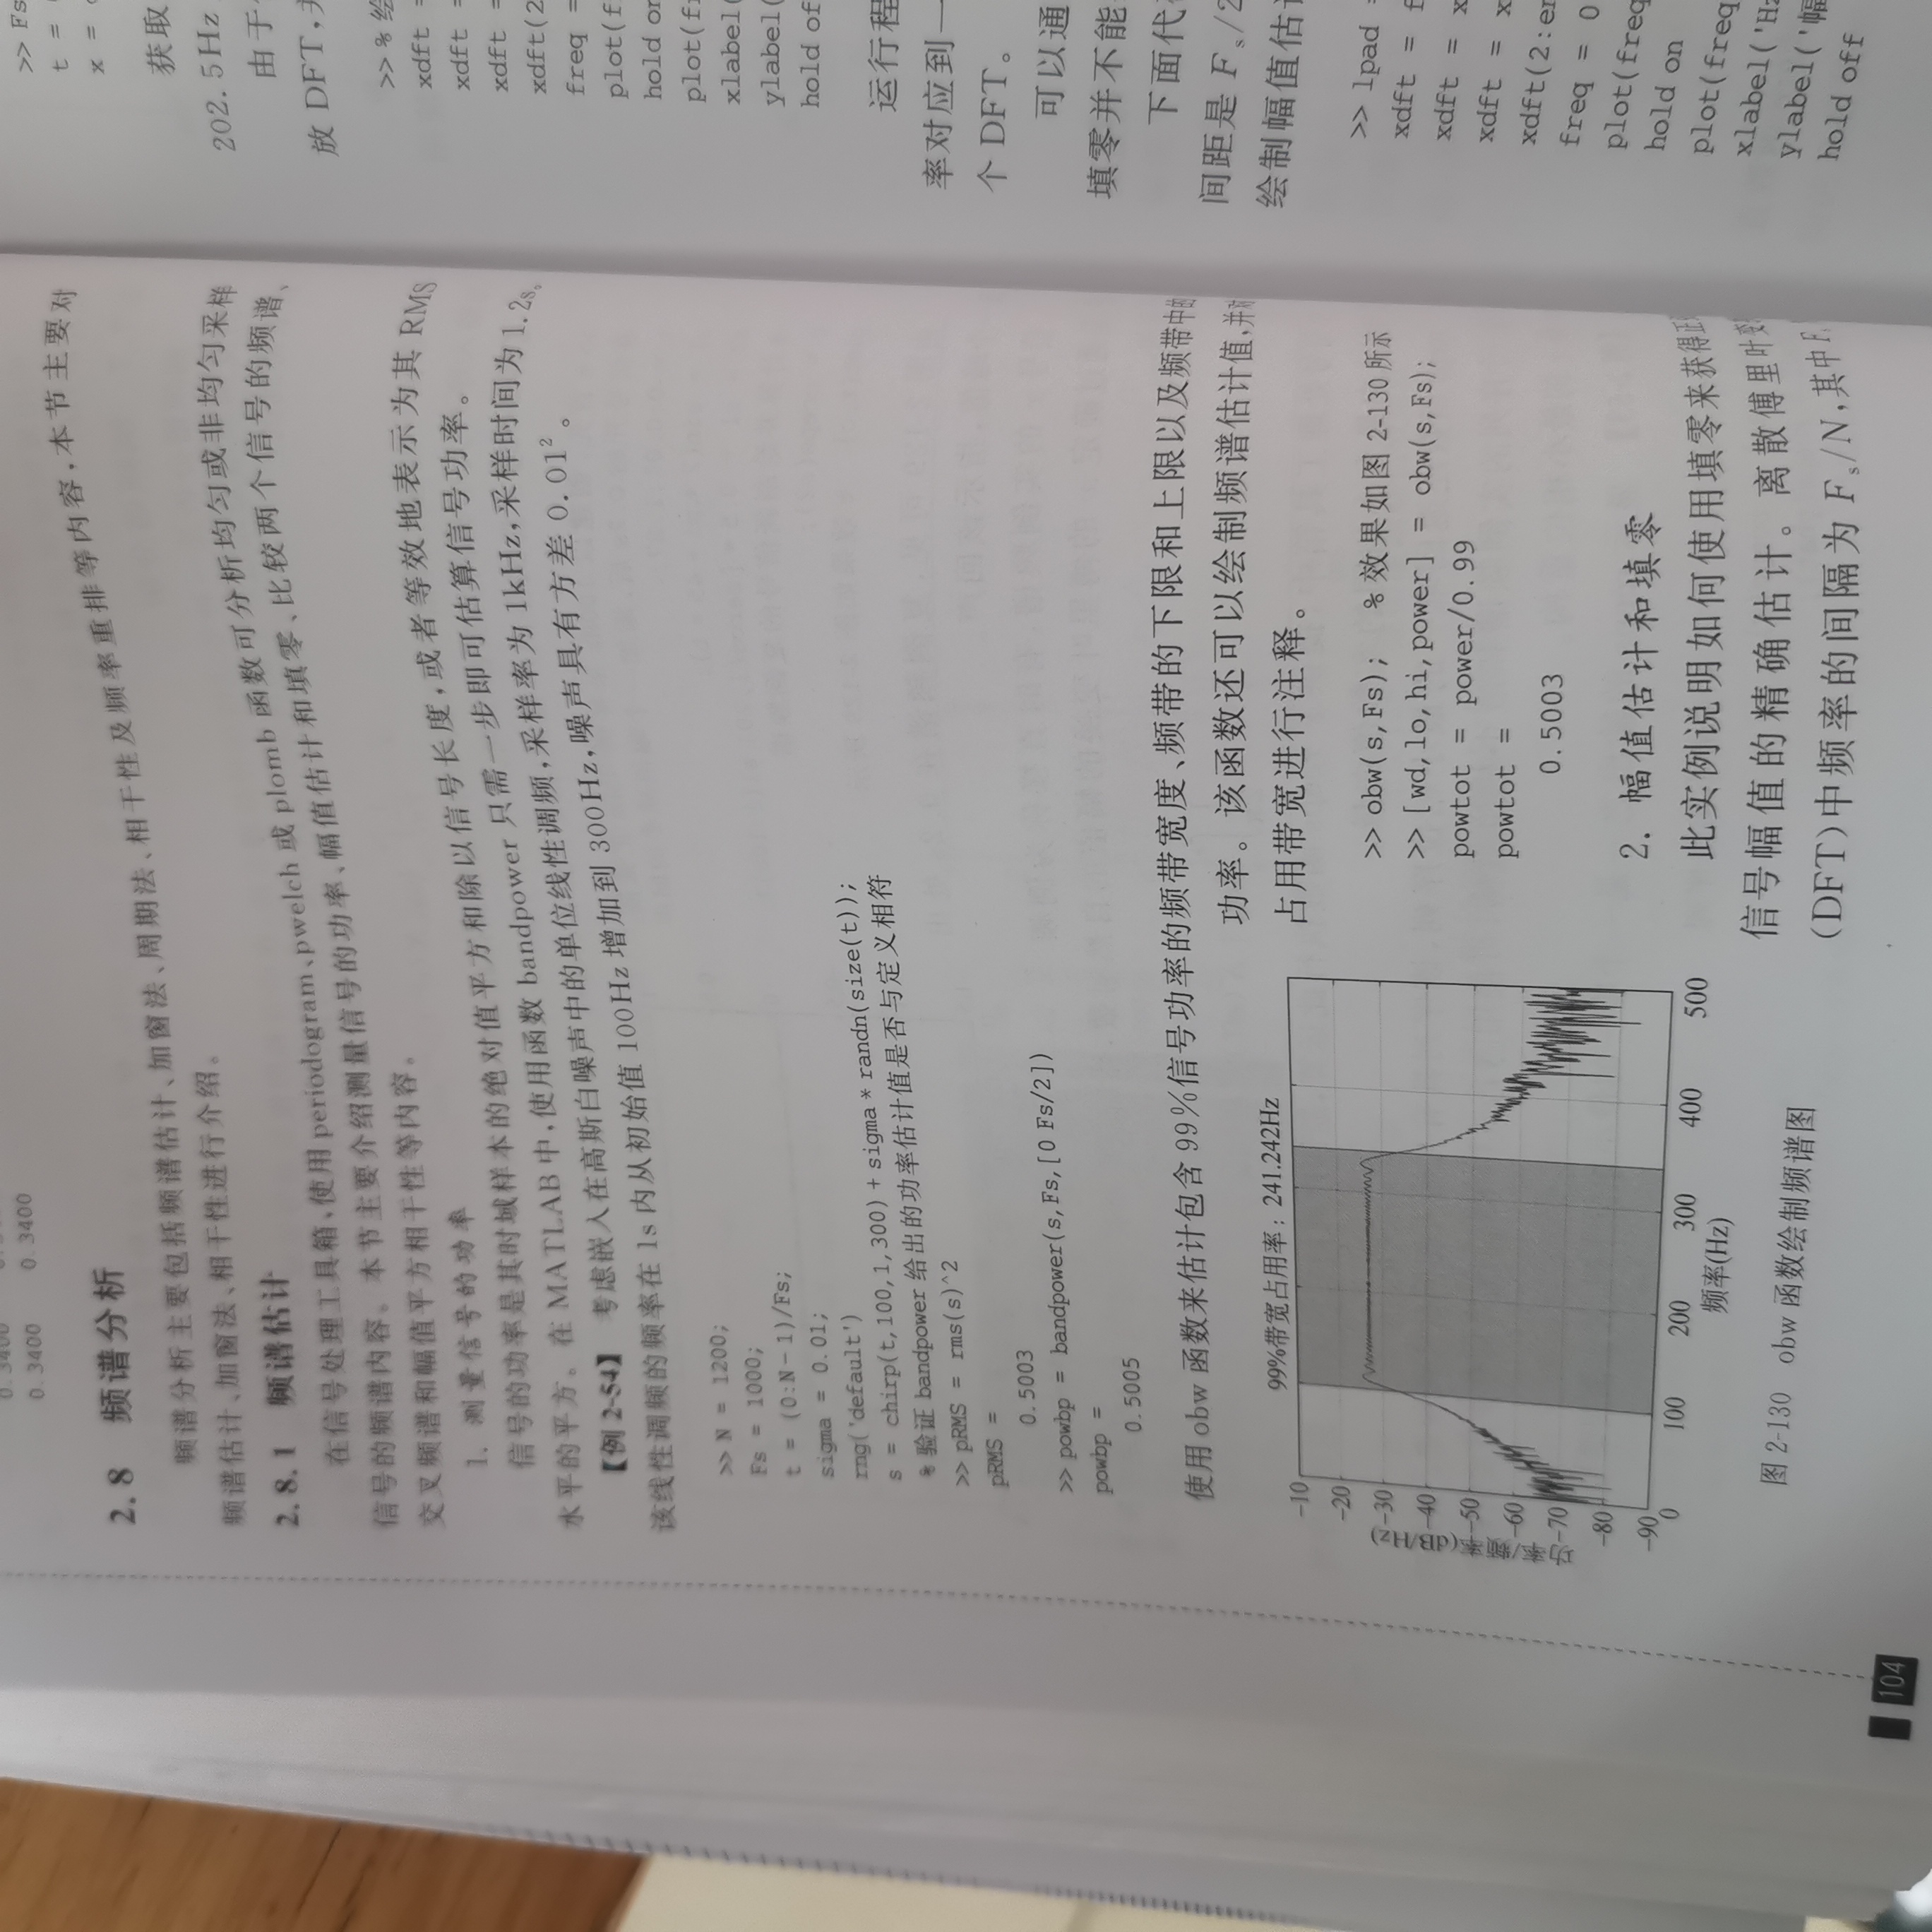 0.3400 0.3400
2.8 频谱分析
频谱分析主要包括频谱估计、加窗法、周期法、相干性及频率重排等内容,本节主要对
频谱估计、加窗法、相干性进行介绍。
2.8.1 频谱估计
在信号处理工具箱、使用 periodogram、pwelch 或 plomb 函数可分析均匀或非均匀采样
信号的频谱内容。本节主要介绍测量信号的功率、幅值估计和填零、比较两个信号的频谱、
交叉频谱和幅值平方相干性等内容。
1. 测量信号的功率
信号的功率是其时域样本的绝对值平方和除以信号长度,或者等效地表示为其 RMS
水平的平方。在 MATLAB 中,使用函数 bandpower 只需一步即可估算信号功率。
【例 2-54】 考虑嵌入在高斯白噪声中的单位线性调频,采样率为 1kHz,采样时间为 1.2s。
该线性调频的频率在 1s 内从初始值 100Hz 增加到 300Hz,噪声具有方差 0.01²。
>> N = 1200;
Fs = 1000;
t = (0:N-1)/Fs;
sigma = 0.01;
rng('default')
s = chirp(t,100,1,300) + sigma * randn(size(t));
% 验证 bandpower 给出的功率估计值是否与定义相符
>> pRMS = rms(s)^2
pRMS =
0.5003
>> powbp = bandpower(s,Fs,[0 Fs/2])
powbp =
0.5005
使用 obw 函数来估计包含 99%信号功率的频带宽度、频带的下限和上限以及频带中的
功率。该函数还可以绘制频谱估计值,并对
占用带宽进行注释。
>> obw(s,Fs); % 效果如图 2-130 所示
>> [wd,lo,hi,power] = obw(s,Fs);
powtot = power/0.99
powtot =
0.5003
99%带宽占用率: 241.242Hz
功率/频率(dB/Hz)
-10
-20
-30
-40
-50
-60
-70
-80
-90
0 100 200 300 400 500
频率(Hz)
图 2-130 obw 函数绘制频谱图
2. 幅值估计和填零
此实例说明如何使用填零来获得正
信号幅值的精确估计。离散傅里叶变
(DFT)中频率的间隔为 Fs/N,其中 F
104
>> Fs
t =
x =
获取
202.5Hz
由于
放 DFT,并
>> % 绘
xdft =
xdft =
xdft =
xdft(2
freq =
plot(f
hold on
plot(f
xlabel(
ylabel(
hold of
运行程
率对应到一
个 DFT。
可以通
填零并不能
下面代
间距是 Fs/2
绘制幅值估计
>> lpad =
xdft = f
xdft = x
xdft = x
xdft(2:en
freq = 0
plot(freq
hold on
plot(freq
xlabel('Hz
ylabel('幅
hold off